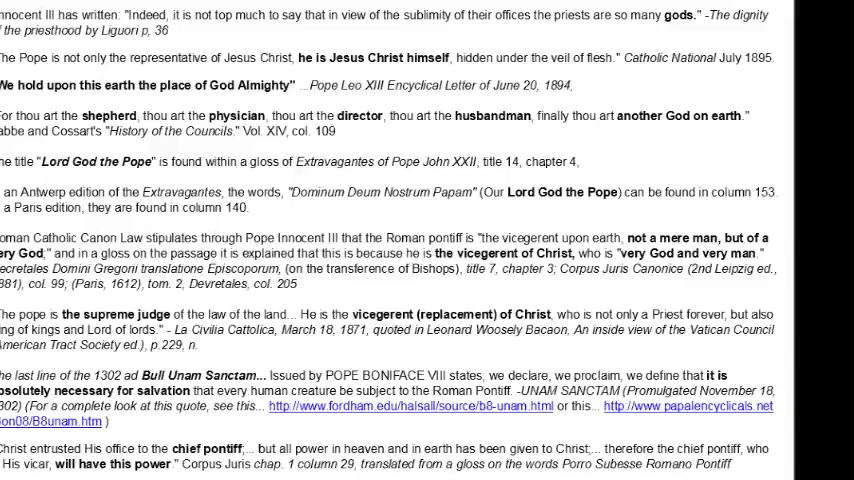 nnocent III has written: "Indeed, it is not top much to say that in view of the sublimity of their offices the priests are so many gods." -The dignity
f the priesthood by Liguori p, 36
The Pope is not only the representative of Jesus Christ, he is Jesus Christ himself, hidden under the veil of flesh." Catholic National July 1895.
We hold upon this earth the place of God Almighty" ...Pope Leo XIII Encyclical Letter of June 20, 1894,
For thou art the shepherd, thou art the physician, thou art the director, thou art the husbandman, finally thou art another God on earth."
abbe and Cossart's "History of the Councils." Vol. XIV, col. 109
he title "Lord God the Pope" is found within a gloss of Extravagantes of Pope John XXII, title 14, chapter 4,
an Antwerp edition of the Extravagantes, the words, "Dominum Deum Nostrum Papam" (Our Lord God the Pope) can be found in column 153.
a Paris edition, they are found in column 140.
oman Catholic Canon Law stipulates through Pope Innocent III that the Roman pontiff is "the vicegerent upon earth, not a mere man, but of a
ery God;" and in a gloss on the passage it is explained that this is because he is the vicegerent of Christ, who is "very God and very man."
ecretales Domini Gregorii translatione Episcoporum, (on the transference of Bishops), title 7, chapter 3; Corpus Juris Canonice (2nd Leipzig ed.,
881), col. 99; (Paris, 1612), tom. 2, Devretales, col. 205
The pope is the supreme judge of the law of the land... He is the vicegerent (replacement) of Christ, who is not only a Priest forever, but also
ing of kings and Lord of lords." - La Civilia Cattolica, March 18, 1871, quoted in Leonard Woosely Bacaon, An inside view of the Vatican Council
American Tract Society ed.), p.229, n.
he last line of the 1302 ad Bull Unam Sanctam... Issued by POPE BONIFACE VIII states; we declare, we proclaim, we define that it is
bsolutely necessary for salvation that every human creature be subject to the Roman Pontiff. -UNAM SANCTAM (Promulgated November 18,
302) (For a complete look at this quote, see this... http://www.fordham.edu/halsall/source/b8-unam.html or this... http://www.papalencyclicals.net
Bon08/B8unam.htm )
Christ entrusted His office to the chief pontiff;... but all power in heaven and in earth has been given to Christ;... therefore the chief pontiff, who
His vicar, will have this power." Corpus Juris chap. 1 column 29, translated from a gloss on the words Porro Subesse Romano Pontiff